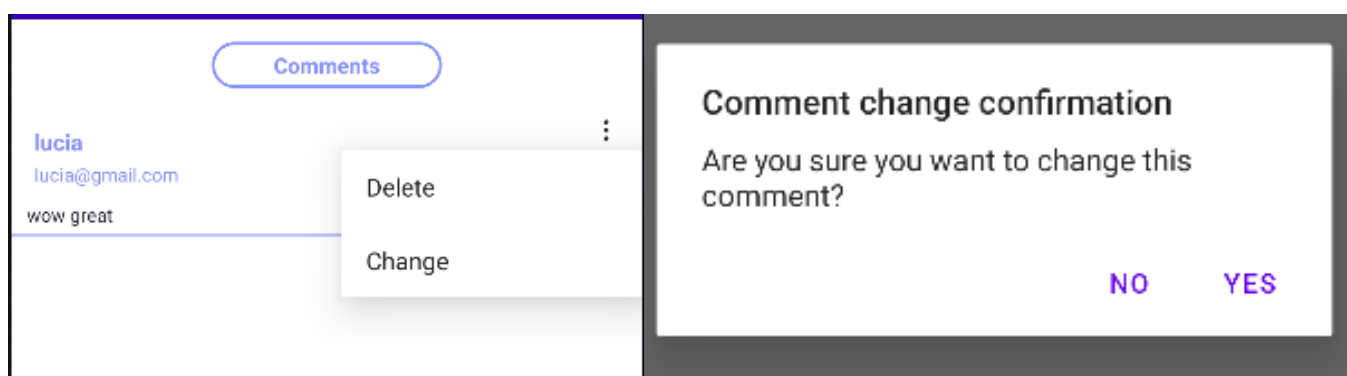 Comments
lucia
lucia@gmail.com
wow great
Delete
Change
Comment change confirmation
Are you sure you want to change this
comment?
NO YES